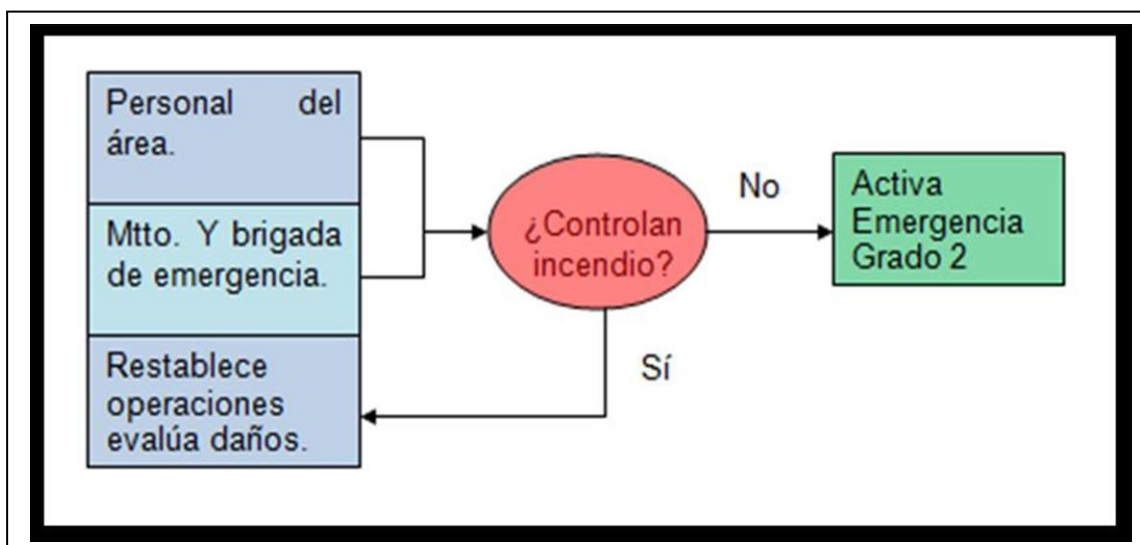 Personal del
área.
Mtto. Y brigada
de emergencia.
Restablece
operaciones
evalúa daños.
¿Controlan
incendio?
No
Sí
Activa
Emergencia
Grado 2